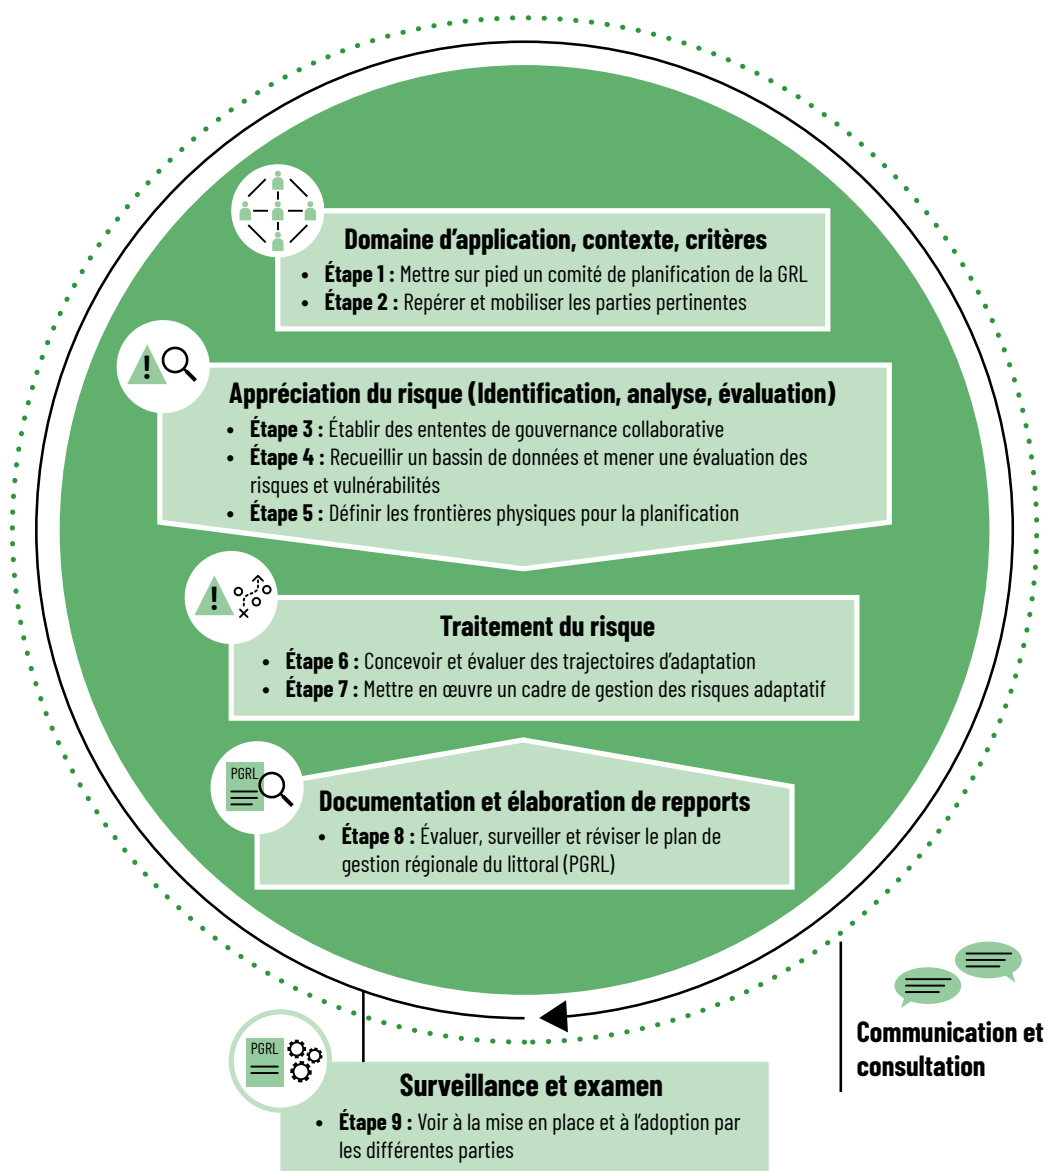 Domaine d’application, contexte, critères
• Étape 1 : Mettre sur pied un comité de planification de la GRL
• Étape 2 : Repérer et mobiliser les parties pertinentes
Appréciation du risque (Identification, analyse, évaluation)
• Étape 3 : Établir des ententes de gouvernance collaborative
• Étape 4 : Recueillir un bassin de données et mener une évaluation des
risques et vulnérabilités
• Étape 5 : Définir les frontières physiques pour la planification
Traitement du risque
• Étape 6 : Concevoir et évaluer des trajectoires d’adaptation
• Étape 7 : Mettre en œuvre un cadre de gestion des risques adaptatif
PGRL
Documentation et élaboration de repports
• Étape 8 : Évaluer, surveiller et réviser le plan de
gestion régionale du littoral (PGRL)
Communication et
consultation
PGRL
Surveillance et examen
• Étape 9 : Voir à la mise en place et à l’adoption par
les différentes parties